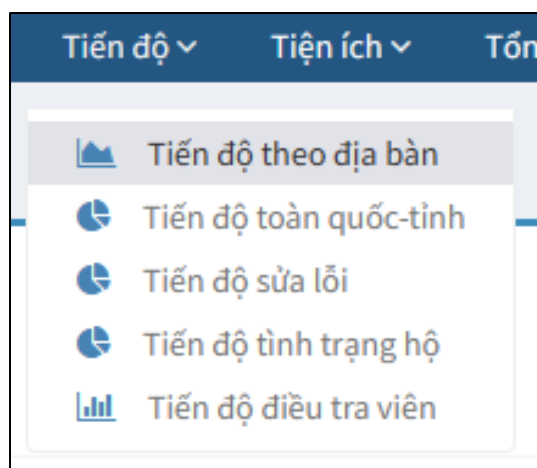 Tiến độ Tiện ích Tổn
Tiến độ theo địa bàn
Tiến độ toàn quốc-tỉnh
Tiến độ sửa lỗi
Tiến độ tình trạng hộ
Tiến độ điều tra viên